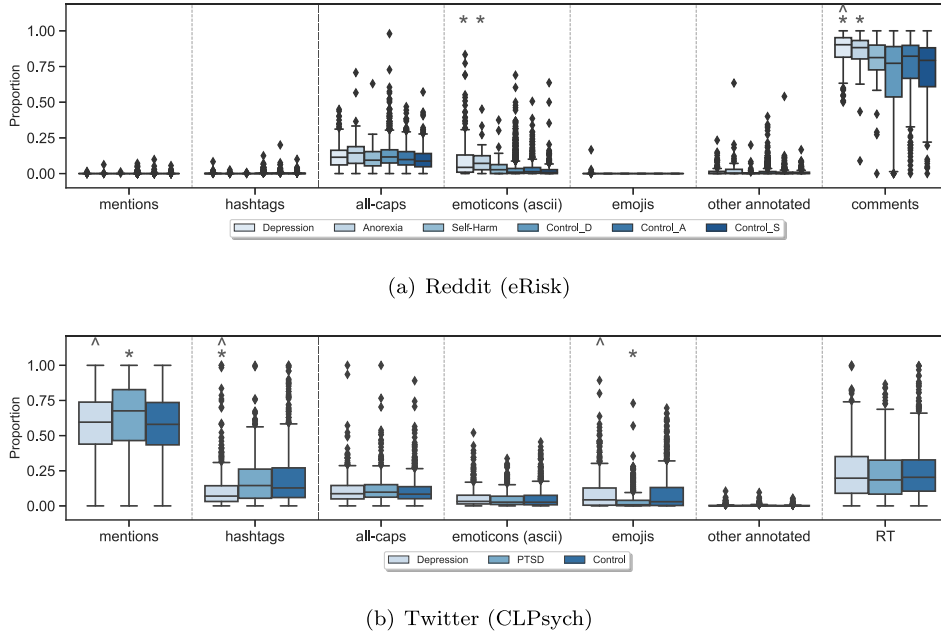 ^
* * * *
1.00
0.75
0.50
0.25
0.00
Proportion
mentions hashtags all-caps emoticons (ascii) emojis other annotated comments
Depression Anorexia Self-Harm Control_D Control_A Control_S
(a) Reddit (eRisk)
^ * ^ * ^ *
1.00
0.75
0.50
0.25
0.00
Proportion
mentions hashtags all-caps emoticons (ascii) emojis other annotated RT
Depression PTSD Control
(b) Twitter (CLPsych)